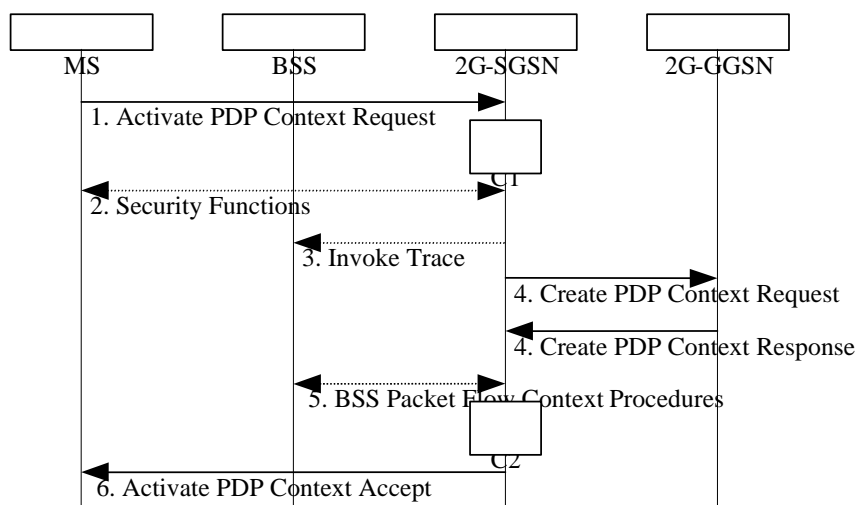 MS BSS 2G-SGSN 2G-GGSN
1. Activate PDP Context Request
C1
2. Security Functions
3. Invoke Trace
4. Create PDP Context Request
4. Create PDP Context Response
5. BSS Packet Flow Context Procedures
C2
6. Activate PDP Context Accept